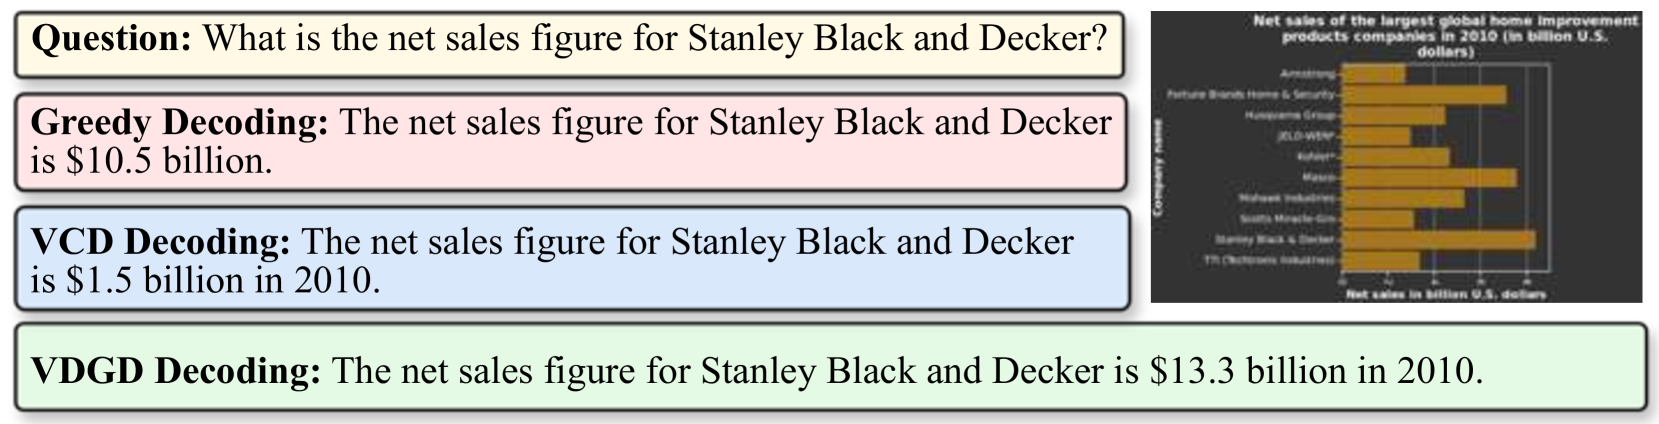 Question: What is the net sales figure for Stanley Black and Decker?
Greedy Decoding: The net sales figure for Stanley Black and Decker
is $10.5 billion.
VCD Decoding: The net sales figure for Stanley Black and Decker
is $1.5 billion in 2010.
VDGD Decoding: The net sales figure for Stanley Black and Decker is $13.3 billion in 2010.
Net sales of the largest global home improvement
products companies in 2010 (in billion U.S.
dollars)
Company name
Armstrong
Fortune Brands Home & Security
Husqvarna Group
JELD-WEN*
Kohler*
Masco
Mohawk Industries
Scotts Miracle-Gro
Stanley Black & Decker
TTI (Techtronic Industries)
Net sales in billion U.S. dollars